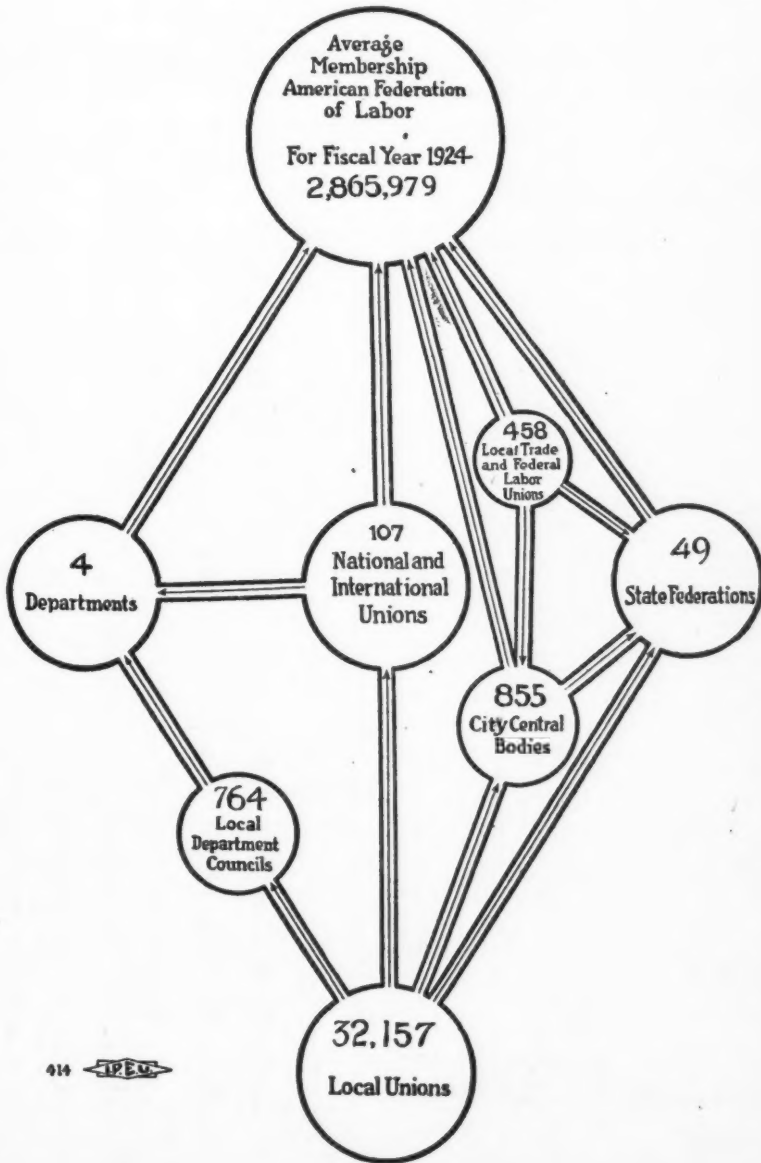 Average
Membership
American Federation
of Labor
For Fiscal Year 1924
2,865,979
458
Local Trade
and Federal
Labor
Unions
4
Departments
107
National and
International
Unions
49
State Federations
855
City Central
Bodies
764
Local
Department
Councils
32,157
Local Unions
414 I.P.E.U.